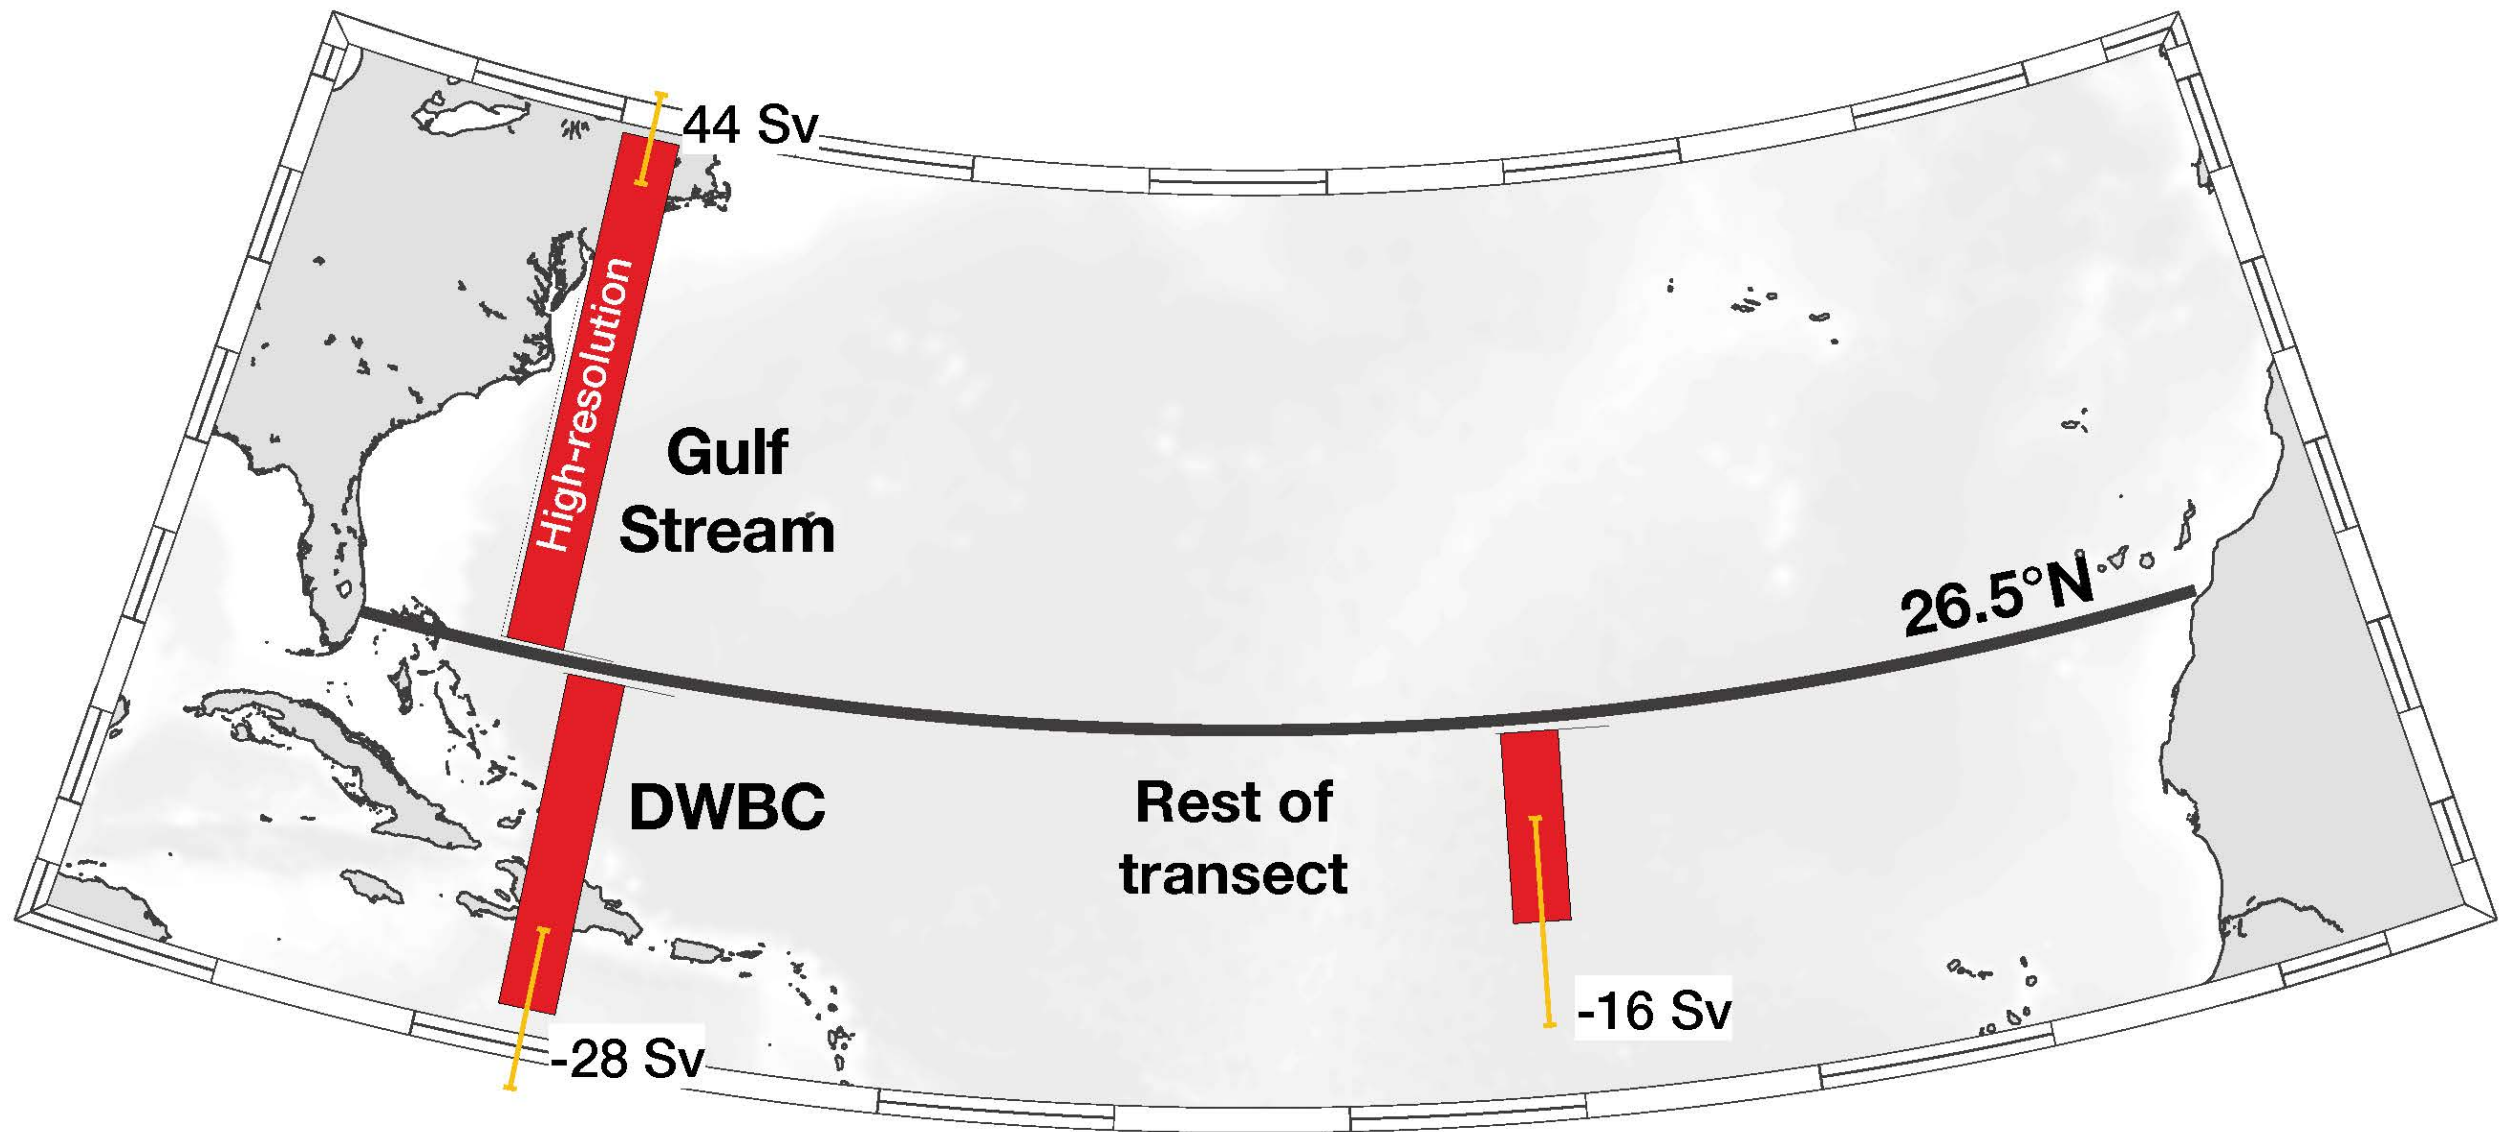 44 Sv
High-resolution
Gulf
Stream
26.5°N
DWBC
Rest of
transect
-16 Sv
-28 Sv